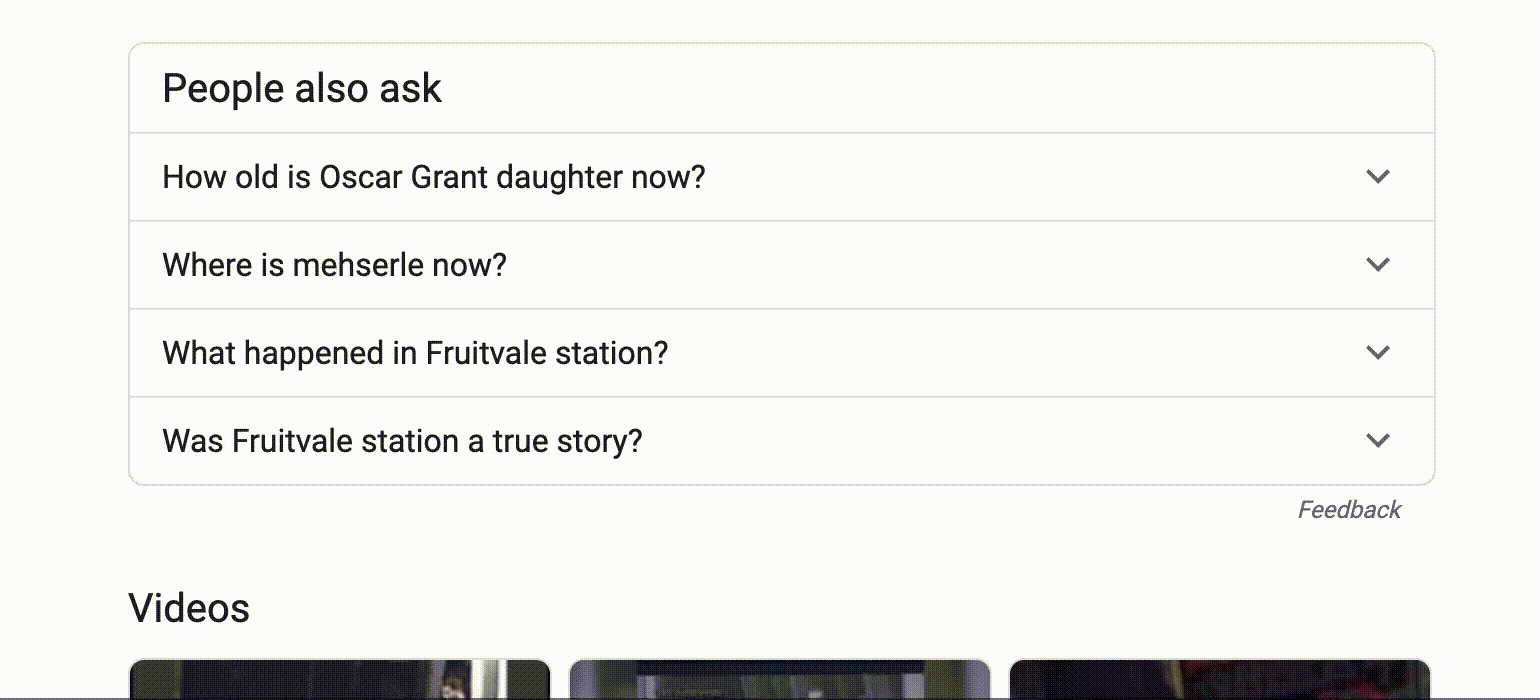 People also ask
How old is Oscar Grant daughter now?
Where is mehserle now?
What happened in Fruitvale station?
Was Fruitvale station a true story?
Feedback
Videos